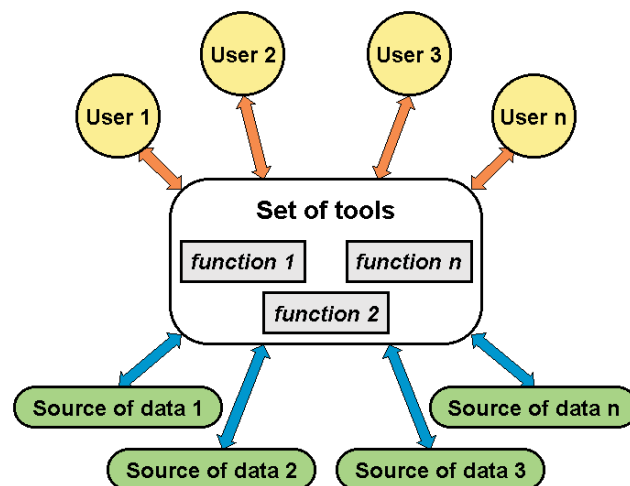 User 1
User 2
User 3
User n
Set of tools
function 1
function n
function 2
Source of data 1
Source of data n
Source of data 2
Source of data 3